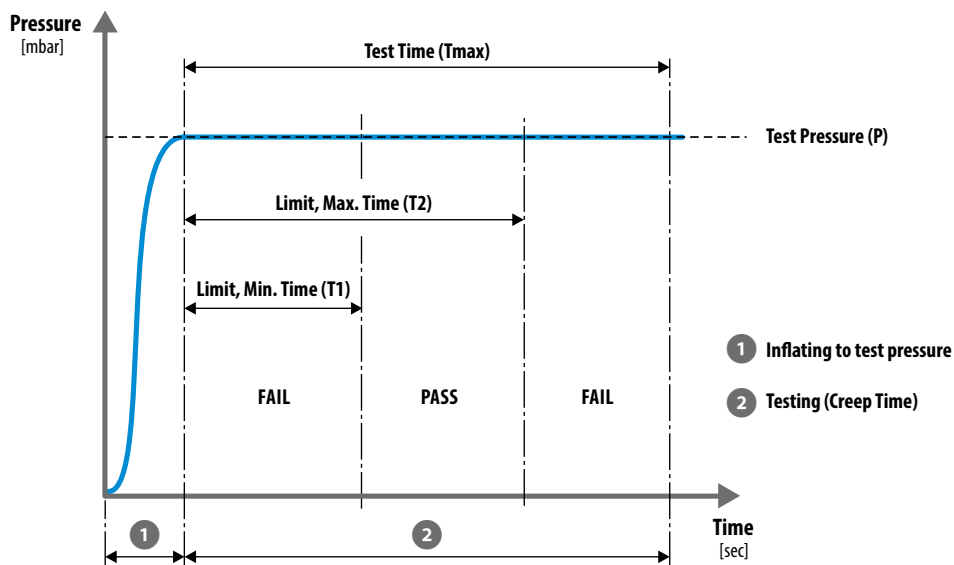 Pressure
[mbar]
Test Time (Tmax)
Test Pressure (P)
Limit, Max. Time (T2)
Limit, Min. Time (T1)
1 Inflating to test pressure
FAIL PASS FAIL
2 Testing (Creep Time)
Time
[sec]
1 2